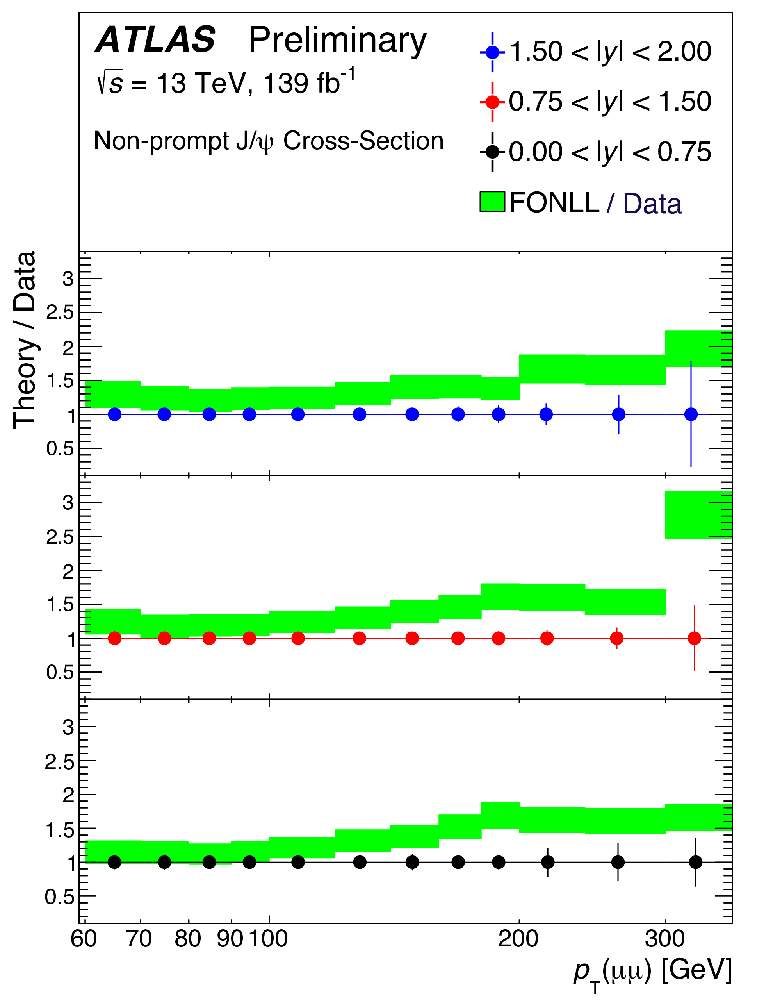 ATLAS Preliminary
√s = 13 TeV, 139 fb-1
Non-prompt J/ψ Cross-Section
1.50 < |y| < 2.00
0.75 < |y| < 1.50
0.00 < |y| < 0.75
FONLL / Data
Theory / Data
3
2.5
2
1.5
1
0.5
3
2.5
2
1.5
1
0.5
3
2.5
2
1.5
1
0.5
60 70 80 90 100 200 300
pT(μμ) [GeV]